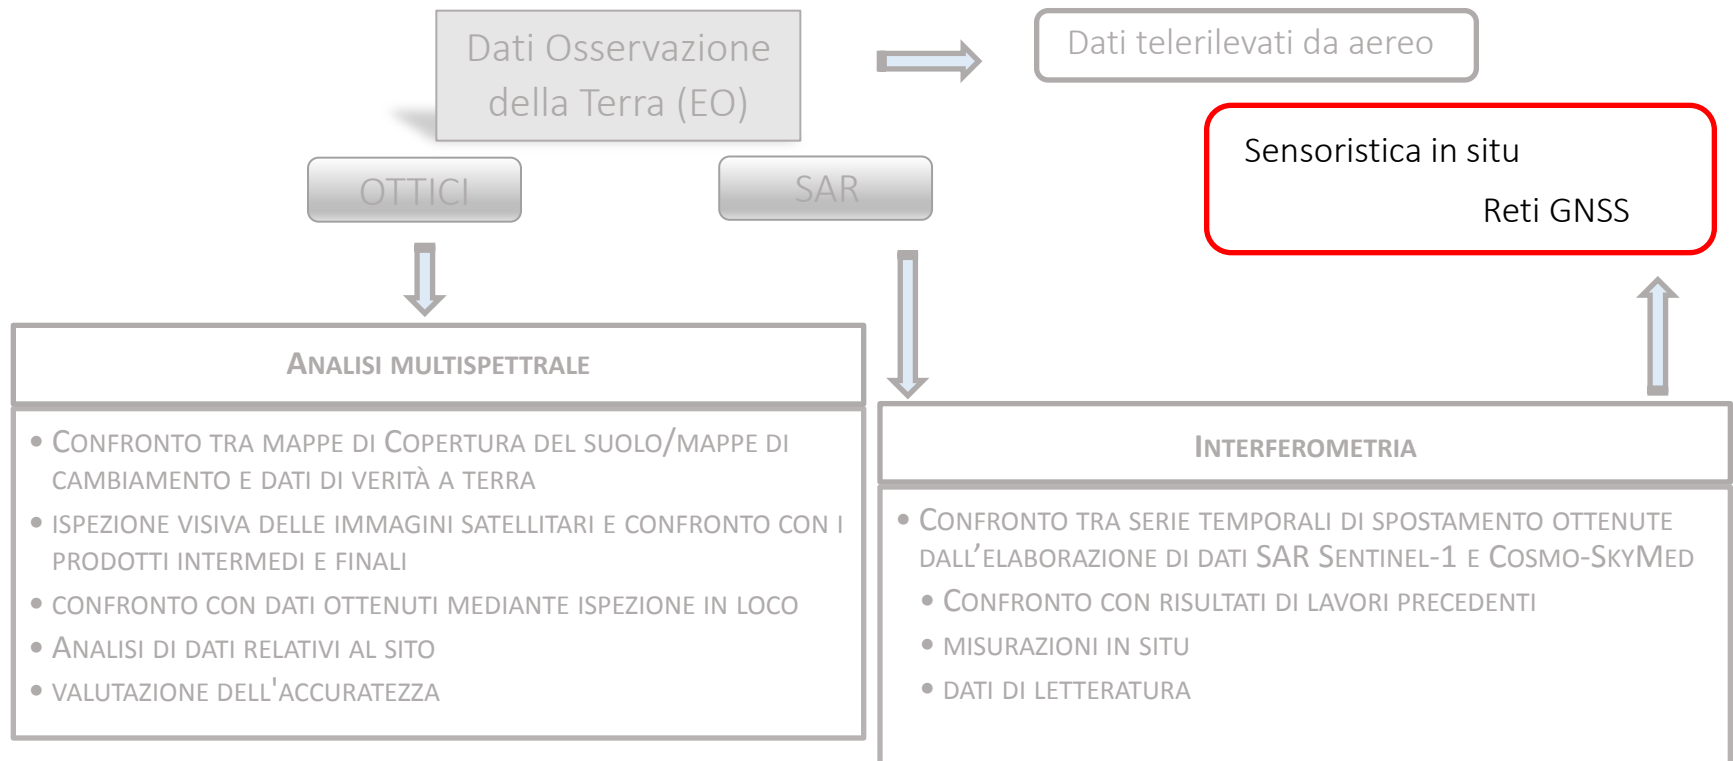 Dati Osservazione
della Terra (EO)
Dati telerilevati da aereo
Sensoristica in situ
Reti GNSS
OTTICI
SAR
ANALISI MULTISPETTRALE
• CONFRONTO TRA MAPPE DI COPERTURA DEL SUOLO/MAPPE DI
CAMBIAMENTO E DATI DI VERITÀ A TERRA
• ISPEZIONE VISIVA DELLE IMMAGINI SATELLITARI E CONFRONTO CON I
PRODOTTI INTERMEDI E FINALI
• CONFRONTO CON DATI OTTENUTI MEDIANTE ISPEZIONE IN LOCO
• ANALISI DI DATI RELATIVI AL SITO
• VALUTAZIONE DELL'ACCURATEZZA
INTERFEROMETRIA
• CONFRONTO TRA SERIE TEMPORALI DI SPOSTAMENTO OTTENUTE
DALL'ELABORAZIONE DI DATI SAR SENTINEL-1 E COSMO-SKYMED
• CONFRONTO CON RISULTATI DI LAVORI PRECEDENTI
• MISURAZIONI IN SITU
• DATI DI LETTERATURA